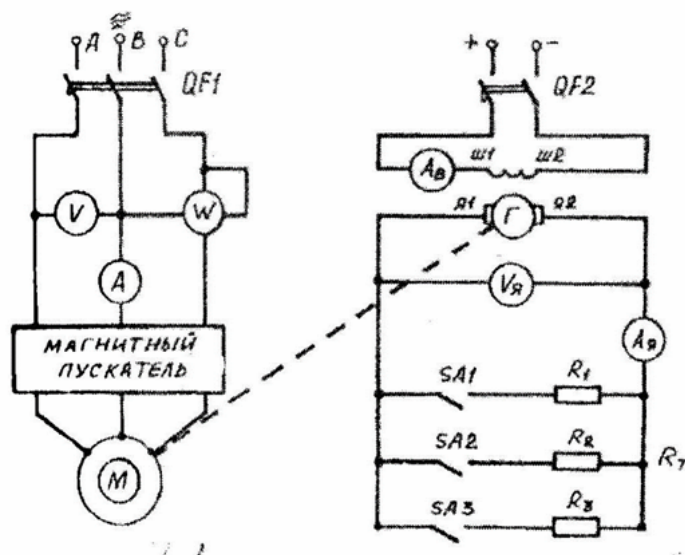 A B C
QF1
V
W
A
МАГНИТНЫЙ
ПУСКАТЕЛЬ
М
+ -
QF2
Aв
Ш1 Ш2
Я1 Г Я2
Vя
Aя
SA1 R1
SA2 R2
SA3 R3